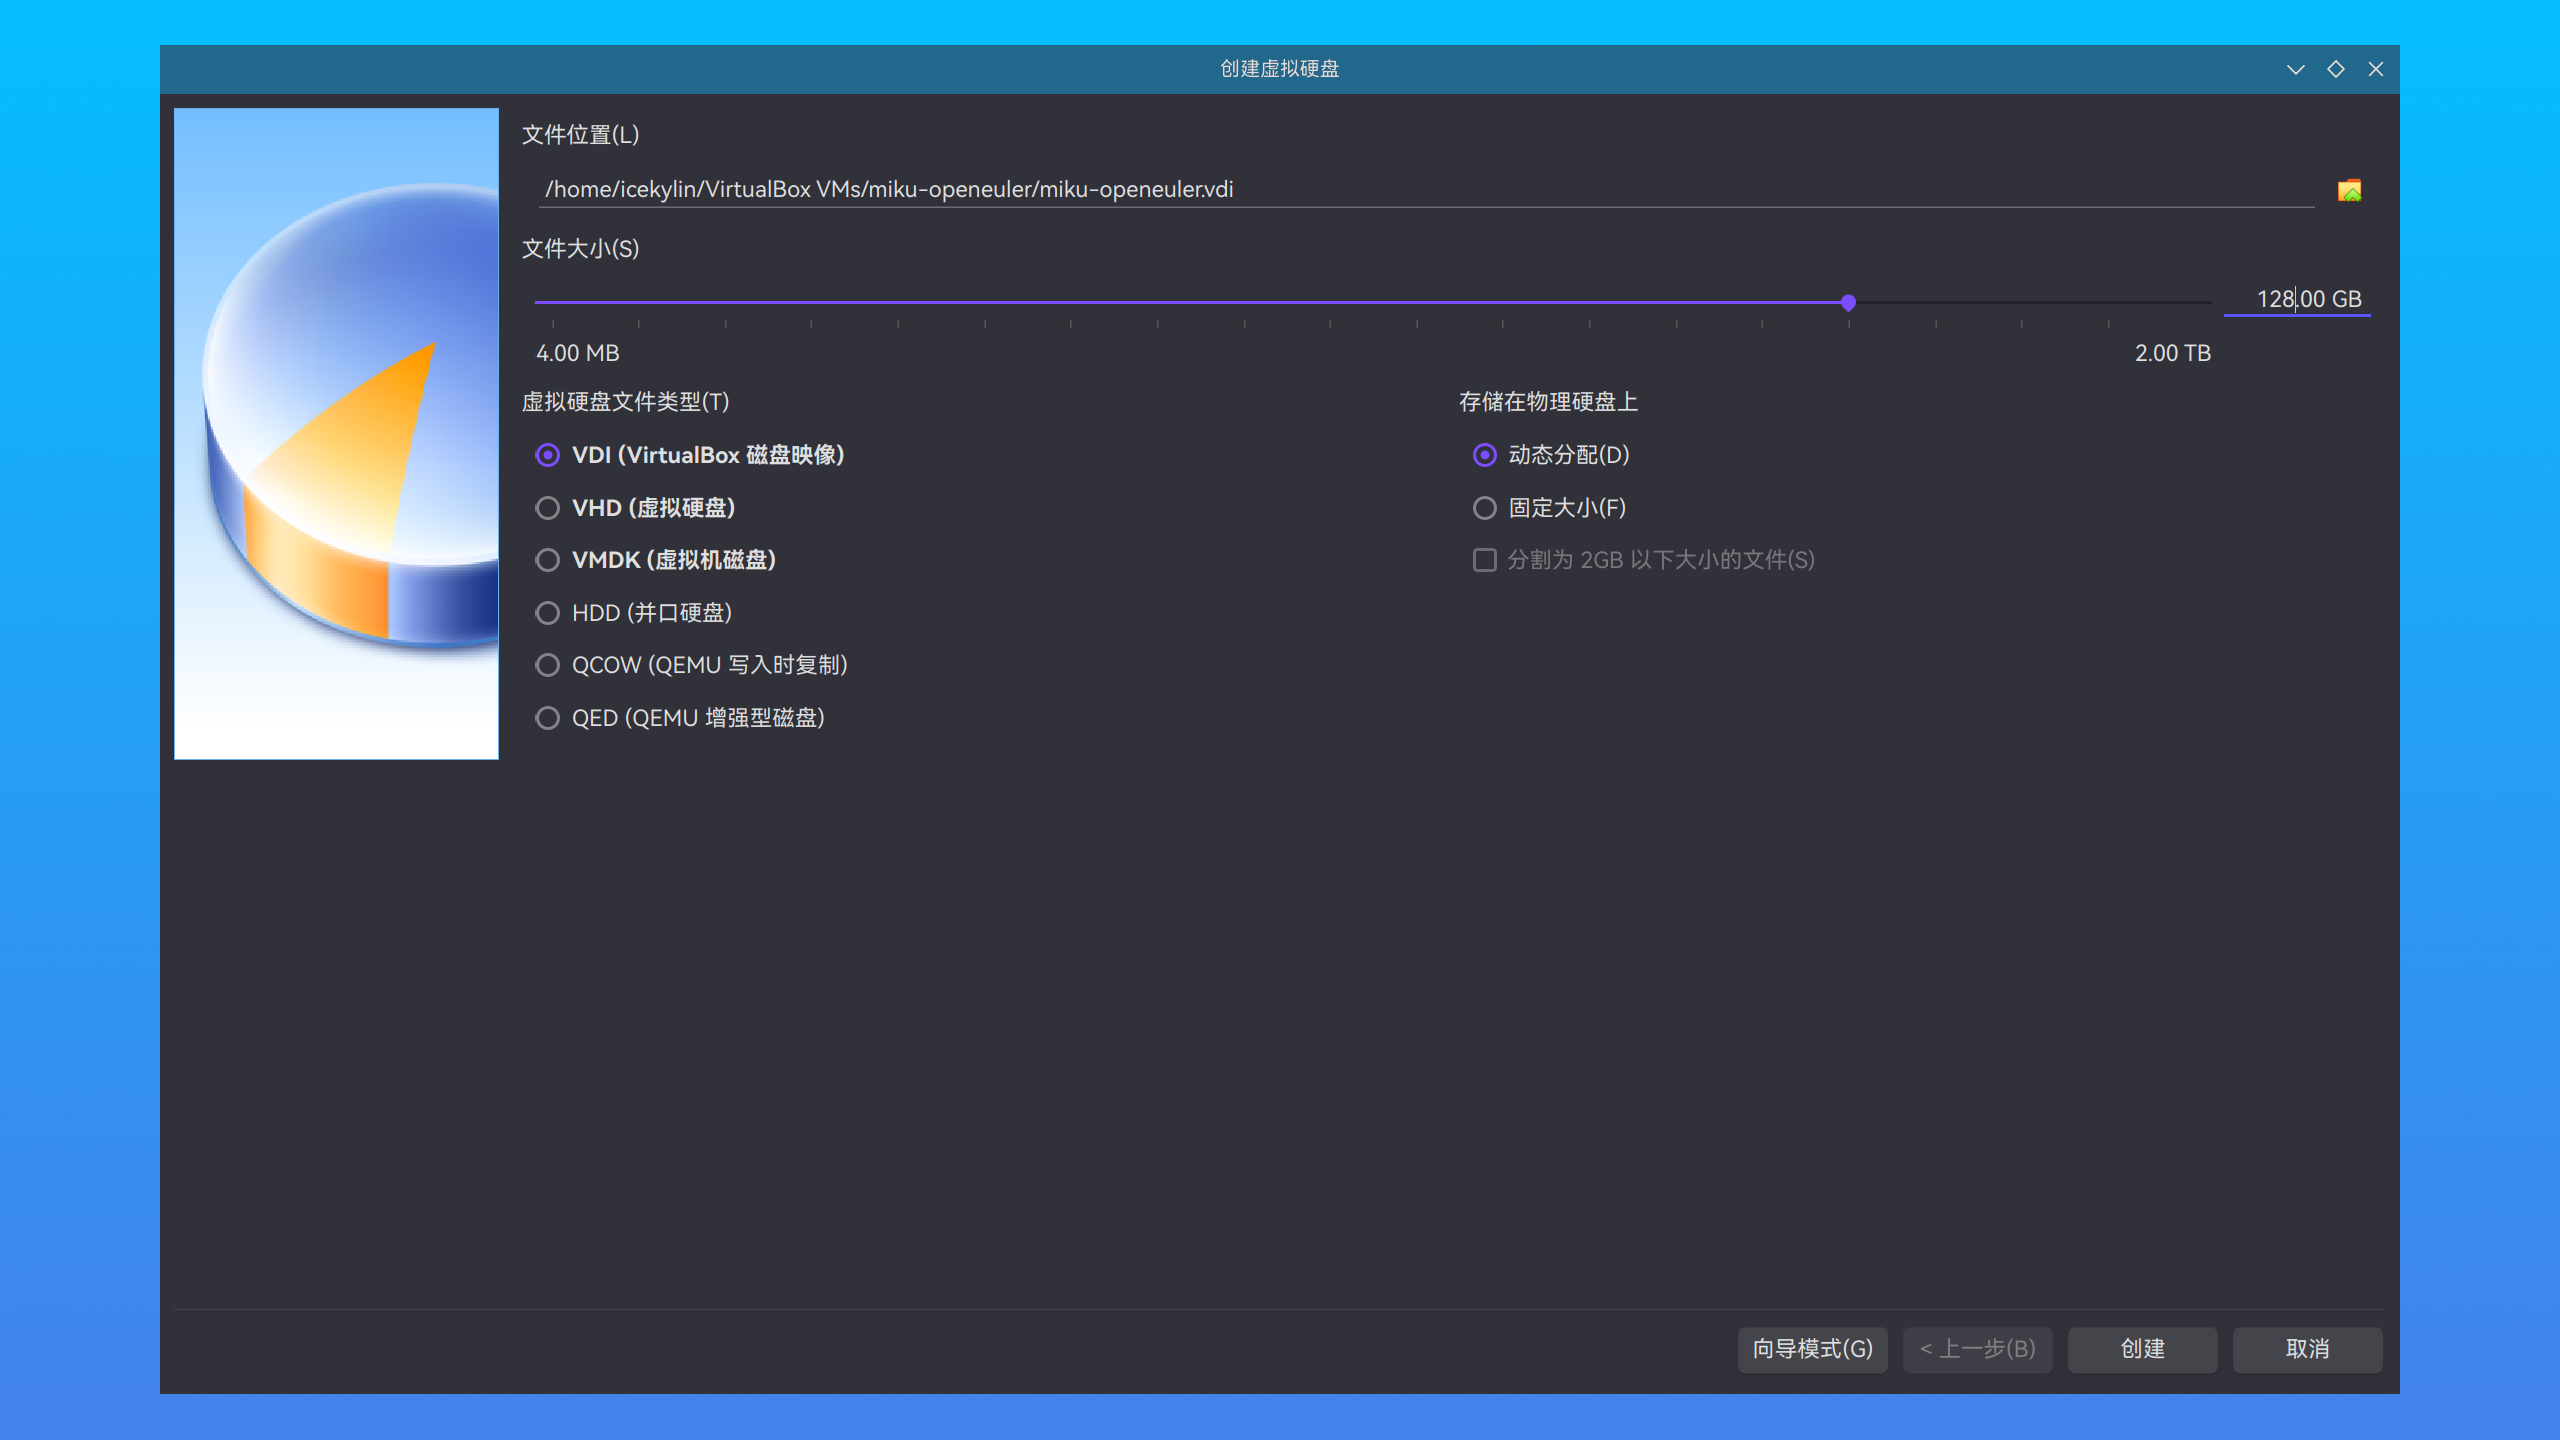 创建虚拟硬盘
文件位置(L)
/home/icekylin/VirtualBox VMs/miku-openeuler/miku-openeuler.vdi
文件大小(S)
128.00 GB
4.00 MB
2.00 TB
虚拟硬盘文件类型(T)
VDI (VirtualBox 磁盘映像)
VHD (虚拟硬盘)
VMDK (虚拟机磁盘)
HDD (并口硬盘)
QCOW (QEMU 写入时复制)
QED (QEMU 增强型磁盘)
存储在物理硬盘上
动态分配(D)
固定大小(F)
分割为 2GB 以下大小的文件(S)
向导模式(G)
< 上一步(B)
创建
取消